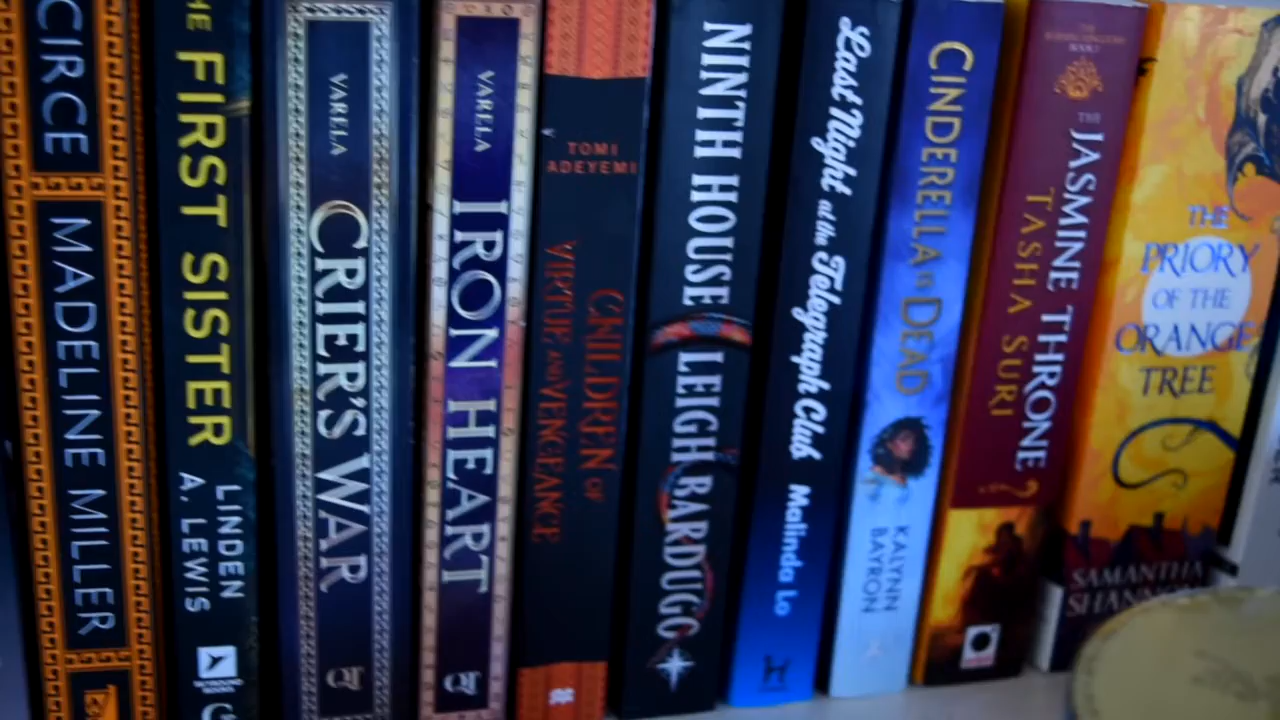 CIRCE
MADELINE MILLER
THE FIRST SISTER
LINDEN
A. LEWIS
VARELA
CRIER'S WAR
VARELA
IRON HEART
TOMI
ADEYEMI
CHILDREN OF
VIRTUE AND VENGEANCE
NINTH HOUSE
LEIGH BARDUGO
Last Night at the Telegraph Club
Malinda Lo
H
CINDERELLA IS DEAD
KALYNN
BAYRON
THE
JASMINE THRONE
TASHA SURI
THE
PRIORY
OF THE
ORANGE
TREE
SAMANTHA
SHANNON